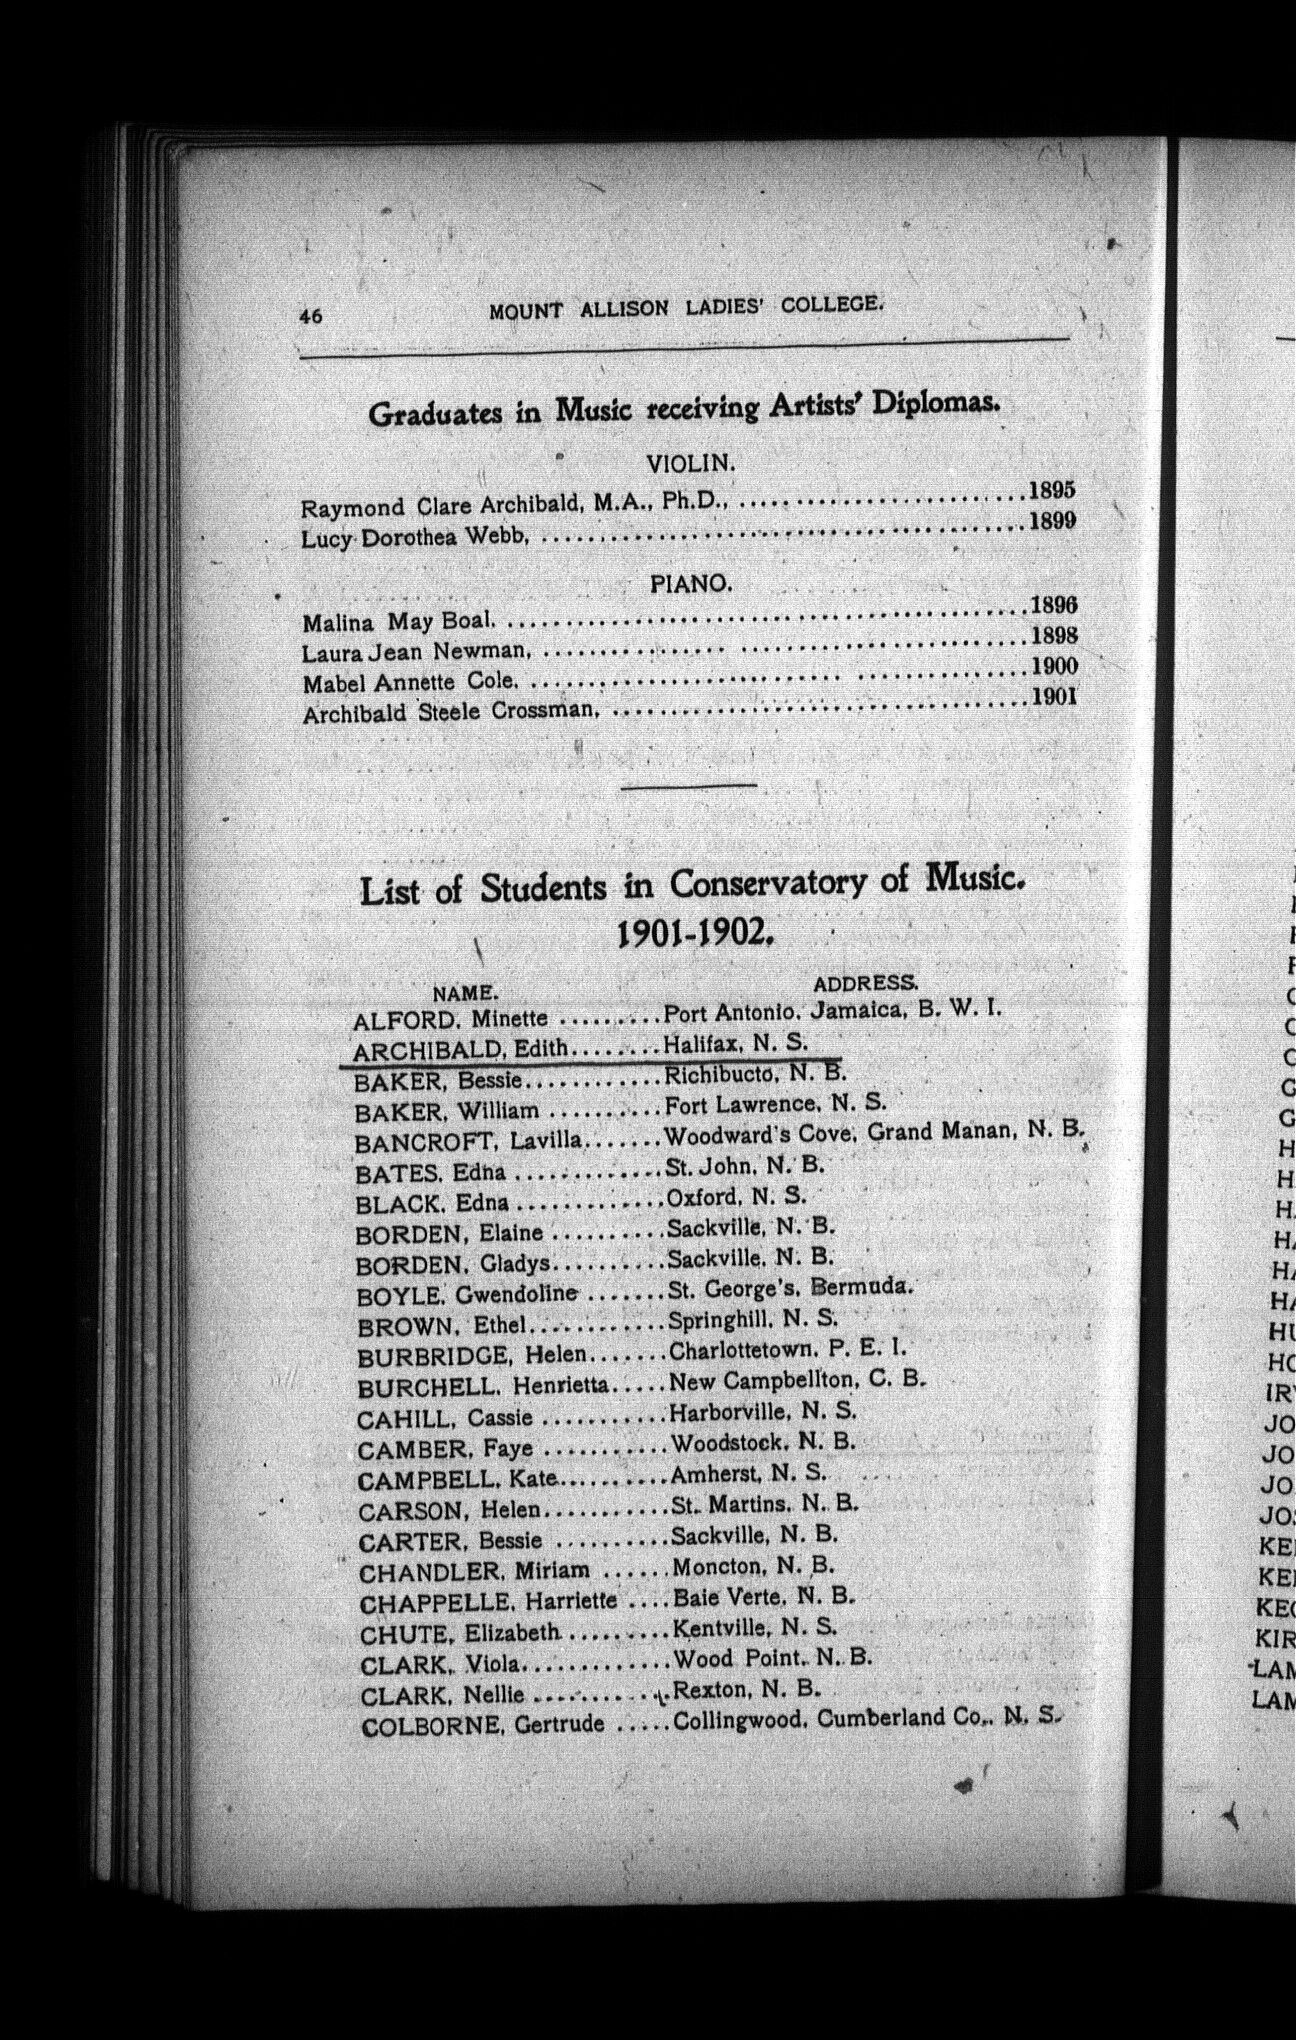 46 MOUNT ALLISON LADIES' COLLEGE.
Graduates in Music receiving Artists' Diplomas.
VIOLIN.
Raymond Clare Archibald, M.A., Ph.D., ........................1895
Lucy Dorothea Webb, ........................................1899
PIANO.
Malina May Boal, ........................................1896
Laura Jean Newman, ........................................1898
Mabel Annette Cole, ........................................1900
Archibald Steele Crossman, ...................................1901
List of Students in Conservatory of Music.
1901-1902.
NAME. ADDRESS.
ALFORD, Minette ..........Port Antonio, Jamaica, B. W. I.
ARCHIBALD, Edith.........Halifax, N. S.
BAKER, Bessie............Richibucto, N. B.
BAKER, William ..........Fort Lawrence, N. S.
BANCROFT, Lavilla.......Woodward's Cove, Grand Manan, N. B.
BATES, Edna .............St. John, N. B.
BLACK, Edna .............Oxford, N. S.
BORDEN, Elaine ..........Sackville, N. B.
BORDEN, Gladys..........Sackville, N. B.
BOYLE, Gwendoline .......St. George's, Bermuda.
BROWN, Ethel............Springhill, N. S.
BURBRIDGE, Helen.......Charlottetown, P. E. I.
BURCHELL, Henrietta.....New Campbellton, C. B.
CAHILL, Cassie ...........Harborville, N. S.
CAMBER, Faye ...........Woodstock, N. B.
CAMPBELL, Kate..........Amherst, N. S.
CARSON, Helen...........St. Martins, N. B.
CARTER, Bessie ..........Sackville, N. B.
CHANDLER, Miriam ......Moncton, N. B.
CHAPPELLE, Harriette ....Baie Verte, N. B.
CHUTE, Elizabeth.........Kentville, N. S.
CLARK, Viola.............Wood Point, N. B.
CLARK, Nellie ............Rexton, N. B.
COLBORNE, Gertrude .....Collingwood, Cumberland Co., N. S.